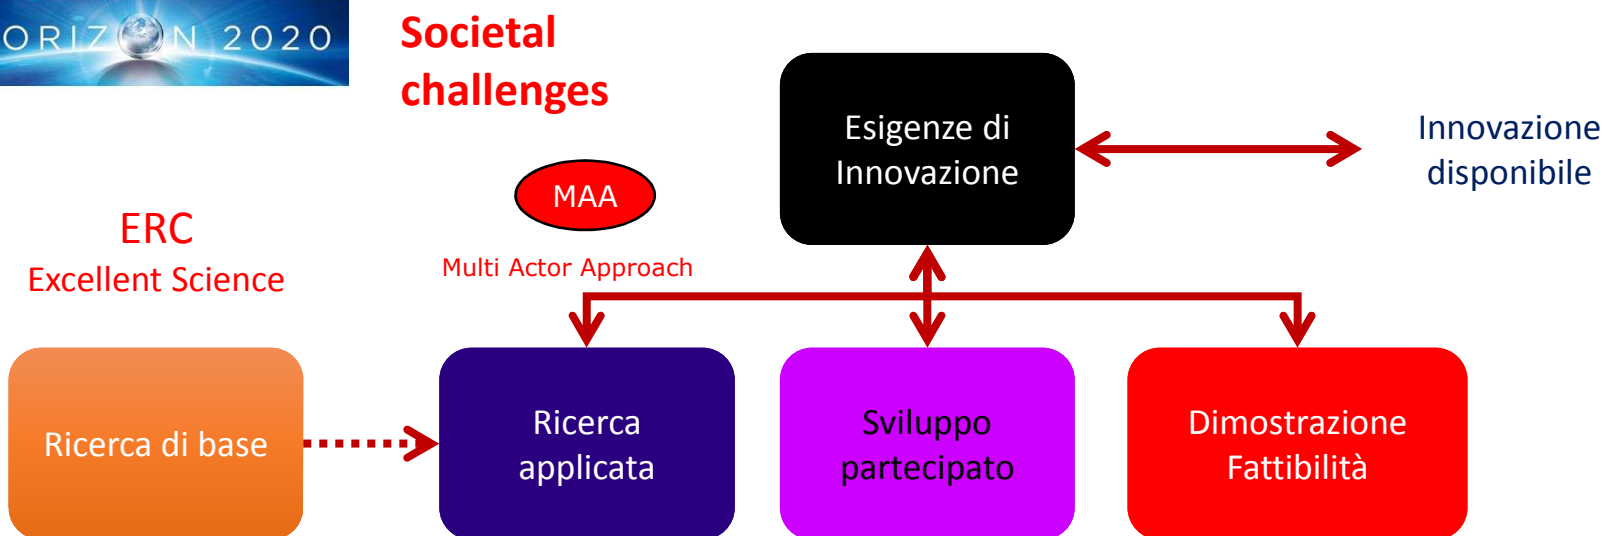 ORIZON 2020
Societal
challenges
Esigenze di
Innovazione
Innovazione
disponibile
MAA
Multi Actor Approach
ERC
Excellent Science
Ricerca di base
Ricerca
applicata
Sviluppo
partecipato
Dimostrazione
Fattibilità